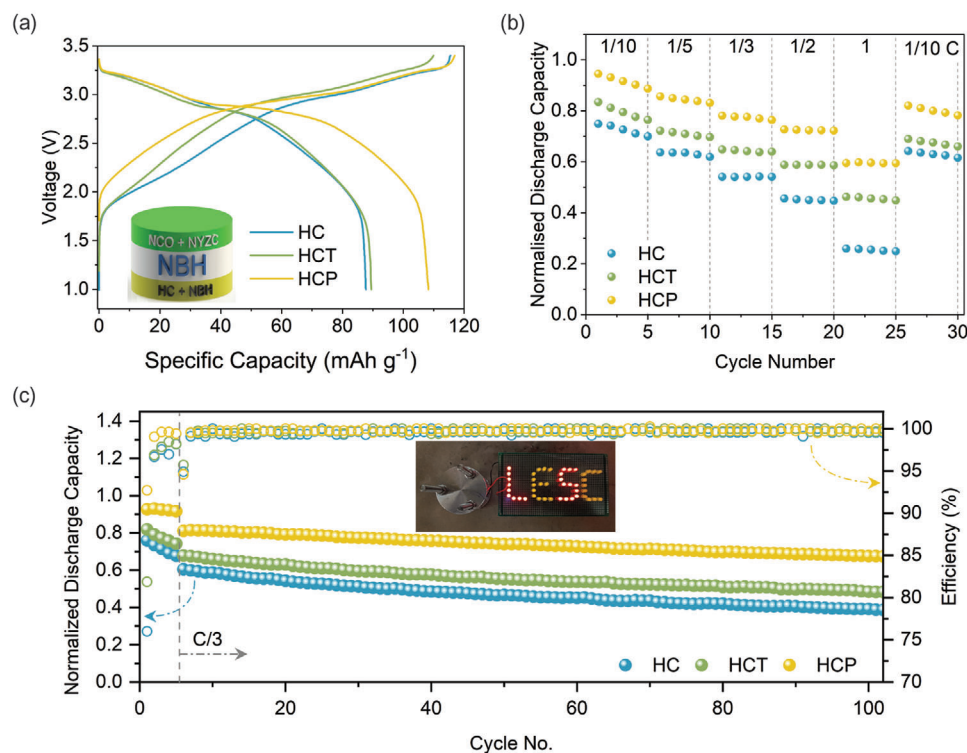 (a)
3.5
3.0
2.5
2.0
1.5
1.0
Voltage (V)
NCO + NYZC
NBH
HC + NBH
HC
HCT
HCP
0 20 40 60 80 100 120
Specific Capacity (mAh g⁻¹)
(b)
1/10 1/5 1/3 1/2 1 1/10 C
1.0
0.8
0.6
0.4
0.2
0.0
Normalised Discharge Capacity
HC
HCT
HCP
0 5 10 15 20 25 30
Cycle Number
(c)
1.4
1.2
1.0
0.8
0.6
0.4
0.2
0.0
Normalized Discharge Capacity
LESC
C/3
HC HCT HCP
100
95
90
85
80
75
70
Efficiency (%)
0 20 40 60 80 100
Cycle No.